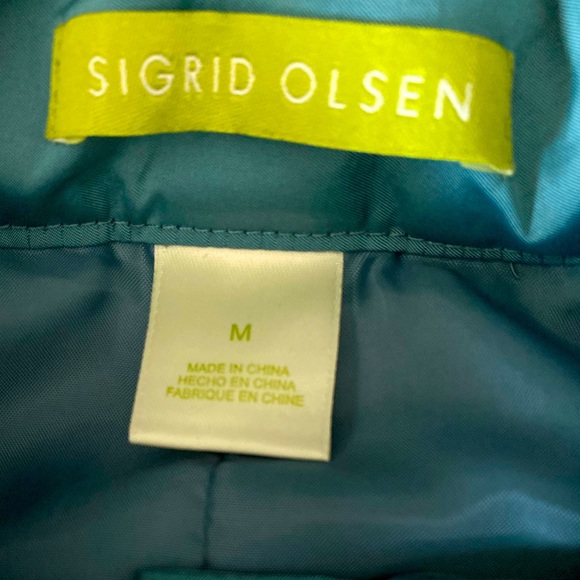 SIGRID OLSEN
M
MADE IN CHINA
HECHO EN CHINA
FABRIQUE EN CHINE